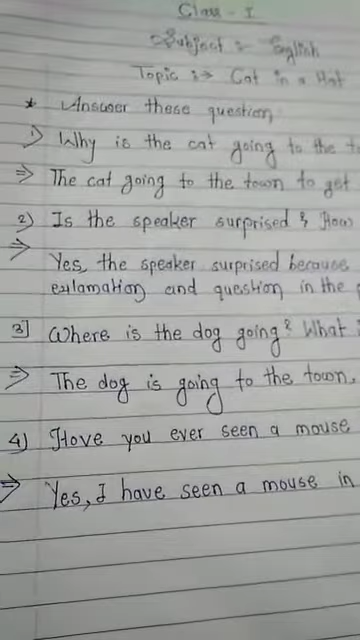 Class - I
Subject :- English
Topic :-> Cat in a Hat
* Answer these question
1) Why is the cat going to the
⇒ The cat going to the town to get
2) Is the speaker surprised ? How
⇒ Yes, the speaker surprised because
exlamation and question in the
3] Where is the dog going? What
⇒ The dog is going to the town.
4) Have you ever seen a mouse
⇒ Yes, I have seen a mouse in